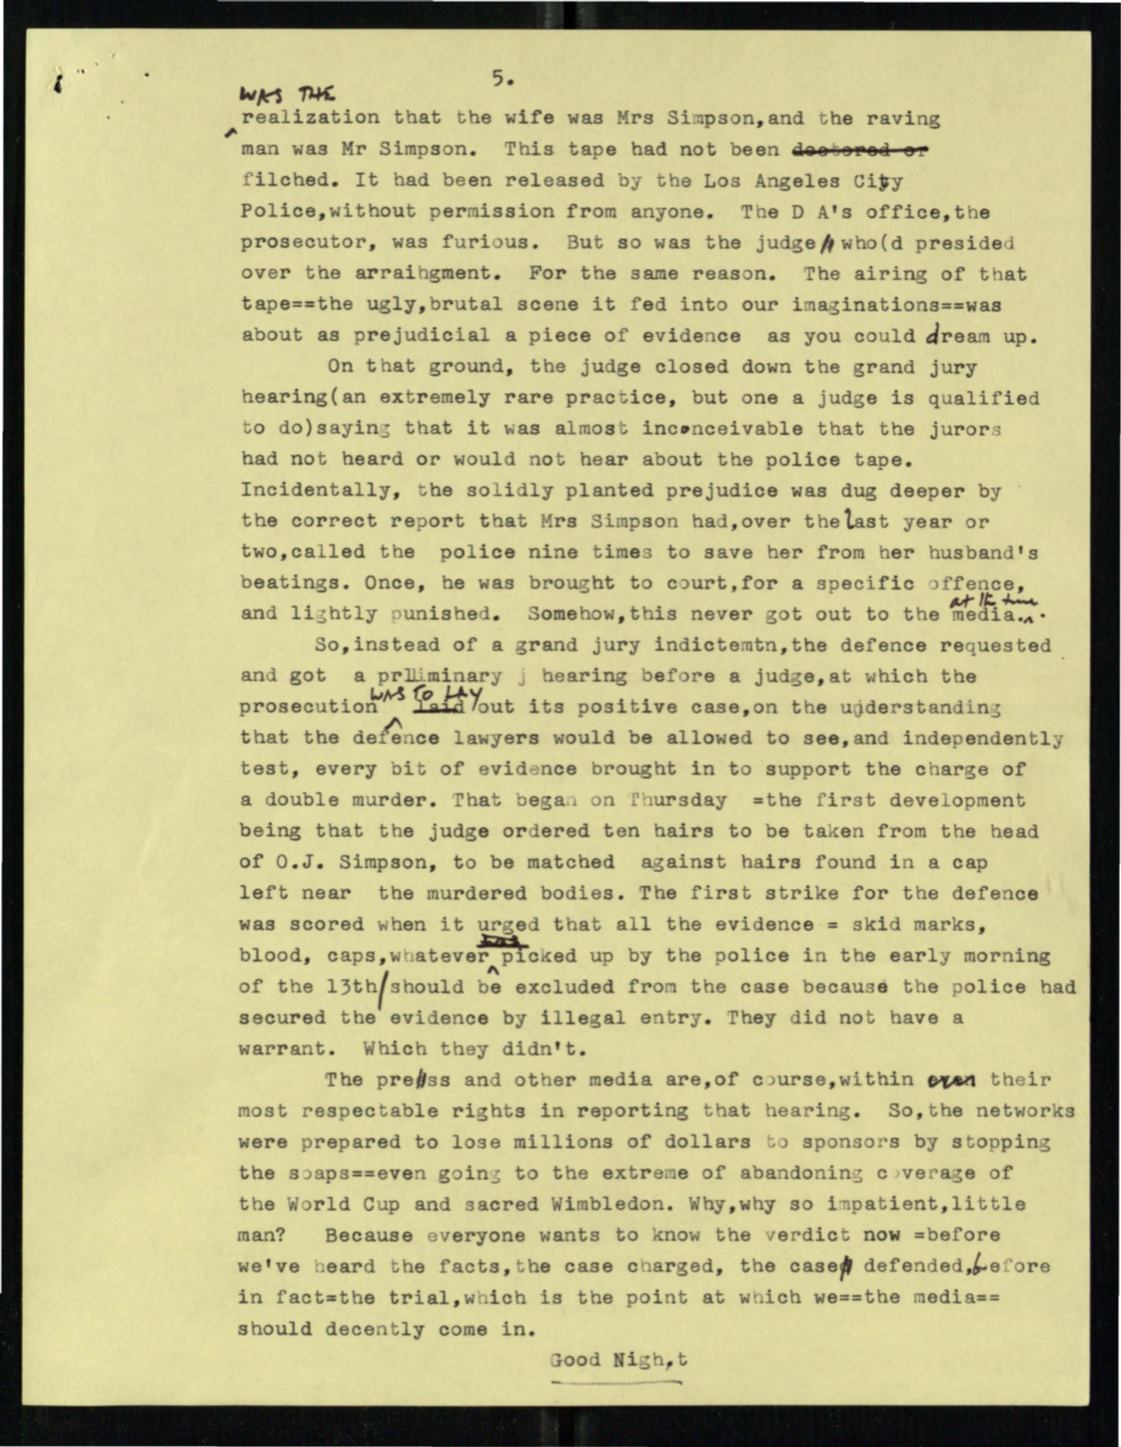 5.
WAS THE
realization that the wife was Mrs Simpson,and the raving
man was Mr Simpson. This tape had not been doctored or
filched. It had been released by the Los Angeles City
Police,without permission from anyone. The D A's office,the
prosecutor, was furious. But so was the judge who(d presided
over the arraihgment. For the same reason. The airing of that
tape==the ugly,brutal scene it fed into our imaginations==was
about as prejudicial a piece of evidence as you could dream up.
On that ground, the judge closed down the grand jury
hearing(an extremely rare practice, but one a judge is qualified
to do)saying that it was almost inconceivable that the jurors
had not heard or would not hear about the police tape.
Incidentally, the solidly planted prejudice was dug deeper by
the correct report that Mrs Simpson had,over the last year or
two,called the police nine times to save her from her husband's
beatings. Once, he was brought to court,for a specific offence,
at the time
and lightly punished. Somehow,this never got out to the media..
So,instead of a grand jury indictemtn,the defence requested
and got a prlliminary j hearing before a judge,at which the
WAS TO LAY
prosecution laid out its positive case,on the understanding
that the defence lawyers would be allowed to see,and independently
test, every bit of evidence brought in to support the charge of
a double murder. That began on Thursday =the first development
being that the judge ordered ten hairs to be taken from the head
of O.J. Simpson, to be matched against hairs found in a cap
left near the murdered bodies. The first strike for the defence
was scored when it urged that all the evidence = skid marks,
blood, caps,whatever picked up by the police in the early morning
of the 13th/should be excluded from the case because the police had
secured the evidence by illegal entry. They did not have a
warrant. Which they didn't.
The press and other media are,of course,within even their
most respectable rights in reporting that hearing. So,the networks
were prepared to lose millions of dollars to sponsors by stopping
the soaps==even going to the extreme of abandoning coverage of
the World Cup and sacred Wimbledon. Why,why so impatient,little
man? Because everyone wants to know the verdict now =before
we've heard the facts,the case charged, the case defended,before
in fact=the trial,which is the point at which we==the media==
should decently come in.
Good Nigh,t